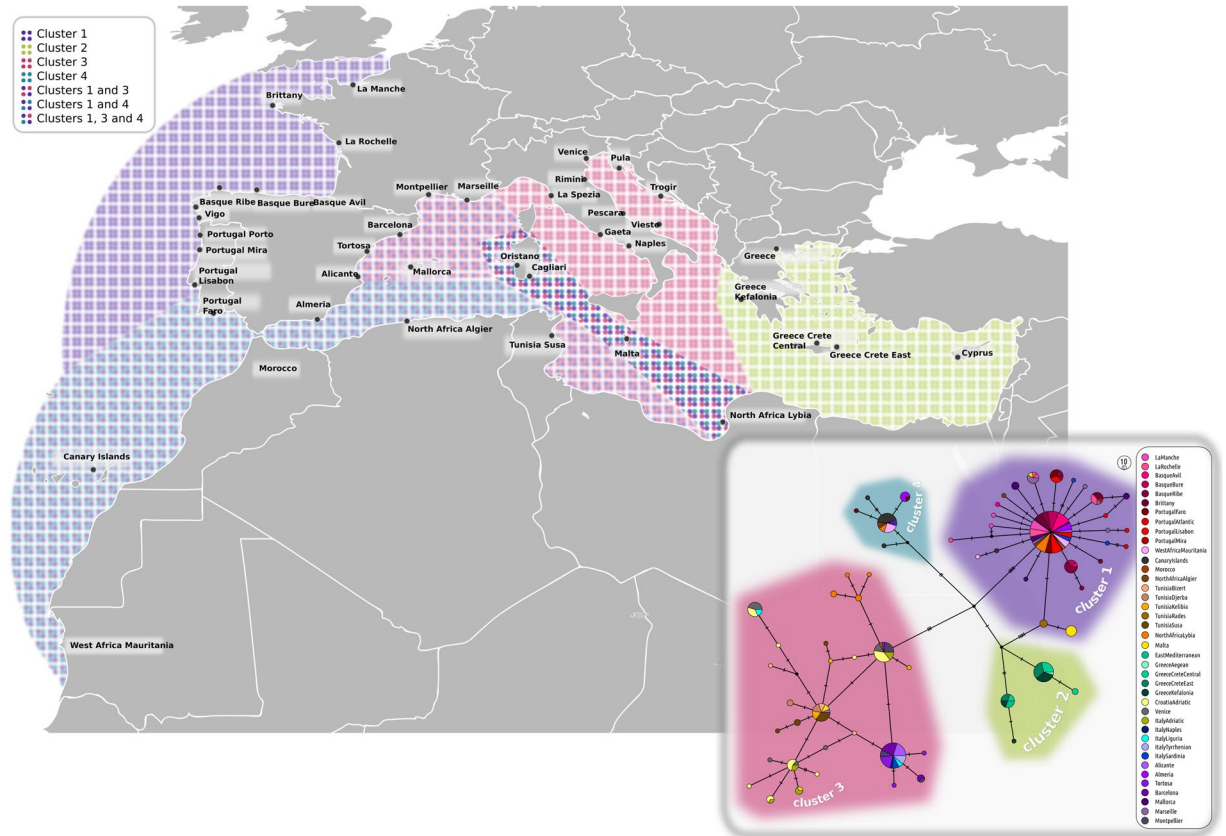 Cluster 1
Cluster 2
Cluster 3
Cluster 4
Clusters 1 and 3
Clusters 1 and 4
Clusters 1, 3 and 4
La Manche
Brittany
La Rochelle
Venice
Pula
Rimini
Montpellier
Marseille
La Spezia
Trogir
Basque Ribe
Basque Bure
Basque Avil
Vigo
Pescara
Vieste
Barcelona
Gaeta
Portugal Porto
Naples
Tortosa
Portugal Mira
Oristano
Greece
Portugal
Lisabon
Alicante
Mallorca
Cagliari
Greece
Kefalonia
Portugal
Faro
Almeria
North Africa Algier
Tunisia Susa
Malta
Greece Crete
Central
Greece Crete East
Cyprus
Morocco
North Africa Lybia
Canary Islands
West Africa Mauritania
10
cluster 4
cluster 1
cluster 2
cluster 3
LaManche
LaRochelle
BasqueAvil
BasqueBure
BasqueRibe
Brittany
PortugalFaro
PortugalAtlantic
PortugalLisabon
PortugalMira
WestAfricaMauritania
CanaryIslands
Morocco
NorthAfricaAlgier
TunisiaBizert
TunisiaDjerba
TunisiaKelibia
TunisiaRades
TunisiaSusa
NorthAfricaLybia
Malta
EastMediterranean
GreeceAegean
GreeceCreteCentral
GreeceCreteEast
GreeceKefalonia
CroatiaAdriatic
Venice
ItalyAdriatic
ItalyNaples
ItalyLiguria
ItalyTyrrhenian
ItalySardinia
Alicante
Almeria
Tortosa
Barcelona
Mallorca
Marseille
Montpellier